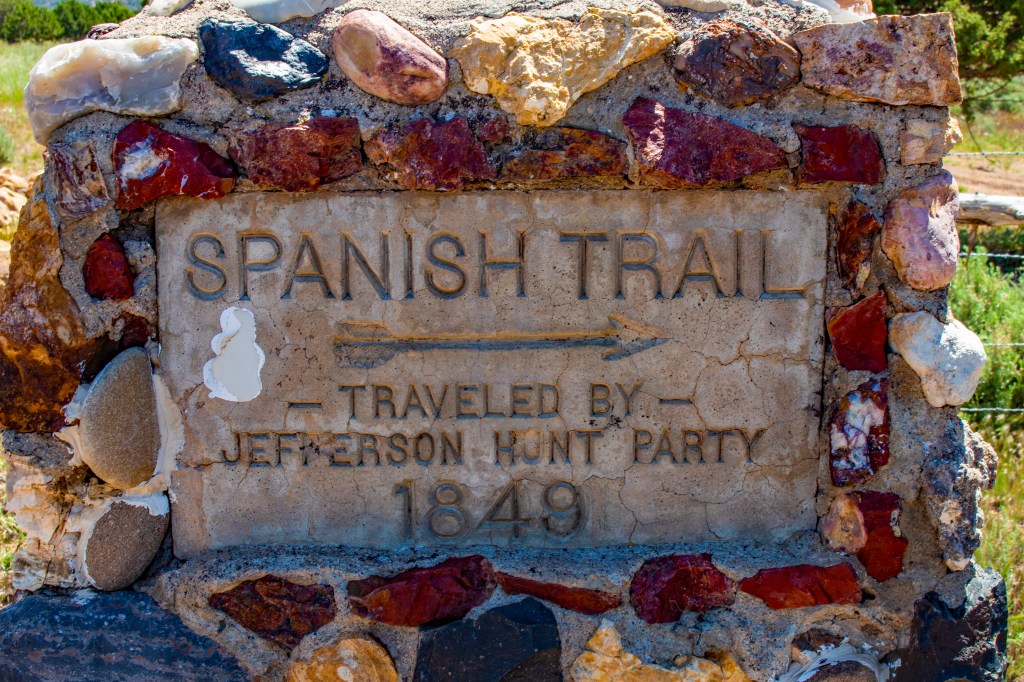 SPANISH TRAIL
- TRAVELED BY -
JEFFERSON HUNT PARTY
1849